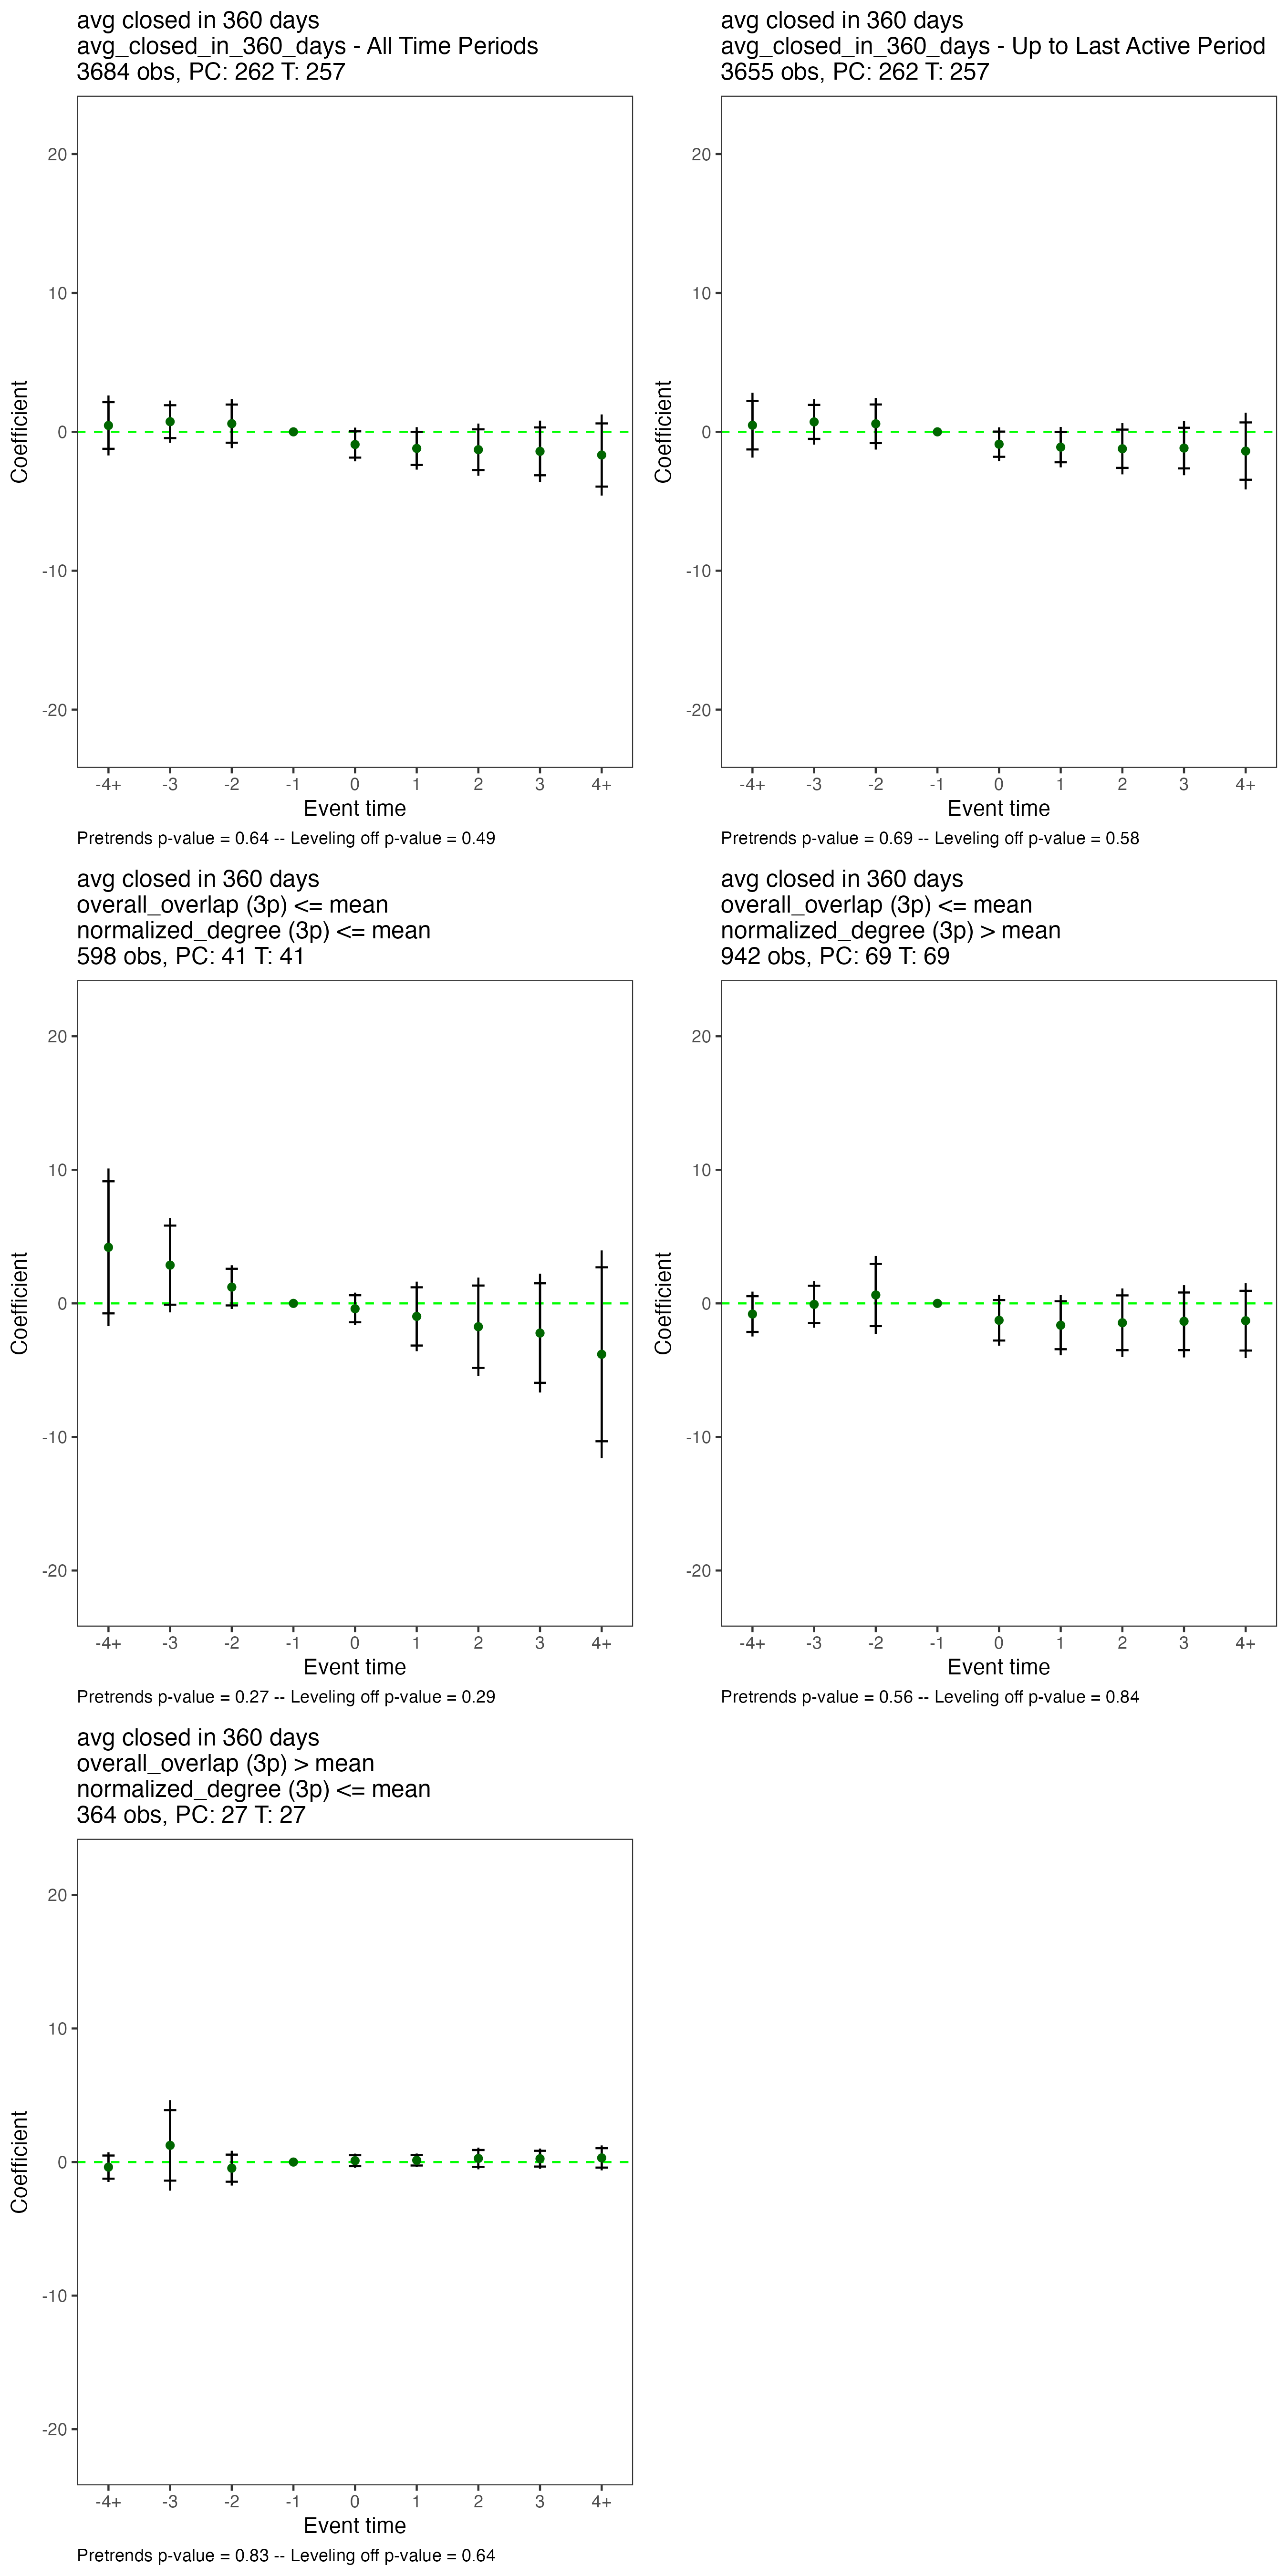 avg closed in 360 days
avg_closed_in_360_days - All Time Periods
3684 obs, PC: 262 T: 257
20
10
0
-10
-20
Coefficient
-4+ -3 -2 -1 0 1 2 3 4+
Event time
Pretrends p-value = 0.64 -- Leveling off p-value = 0.49
avg closed in 360 days
avg_closed_in_360_days - Up to Last Active Period
3655 obs, PC: 262 T: 257
20
10
0
-10
-20
Coefficient
-4+ -3 -2 -1 0 1 2 3 4+
Event time
Pretrends p-value = 0.69 -- Leveling off p-value = 0.58
avg closed in 360 days
overall_overlap (3p) <= mean
normalized_degree (3p) <= mean
598 obs, PC: 41 T: 41
20
10
0
-10
-20
Coefficient
-4+ -3 -2 -1 0 1 2 3 4+
Event time
Pretrends p-value = 0.27 -- Leveling off p-value = 0.29
avg closed in 360 days
overall_overlap (3p) <= mean
normalized_degree (3p) > mean
942 obs, PC: 69 T: 69
20
10
0
-10
-20
Coefficient
-4+ -3 -2 -1 0 1 2 3 4+
Event time
Pretrends p-value = 0.56 -- Leveling off p-value = 0.84
avg closed in 360 days
overall_overlap (3p) > mean
normalized_degree (3p) <= mean
364 obs, PC: 27 T: 27
20
10
0
-10
-20
Coefficient
-4+ -3 -2 -1 0 1 2 3 4+
Event time
Pretrends p-value = 0.83 -- Leveling off p-value = 0.64